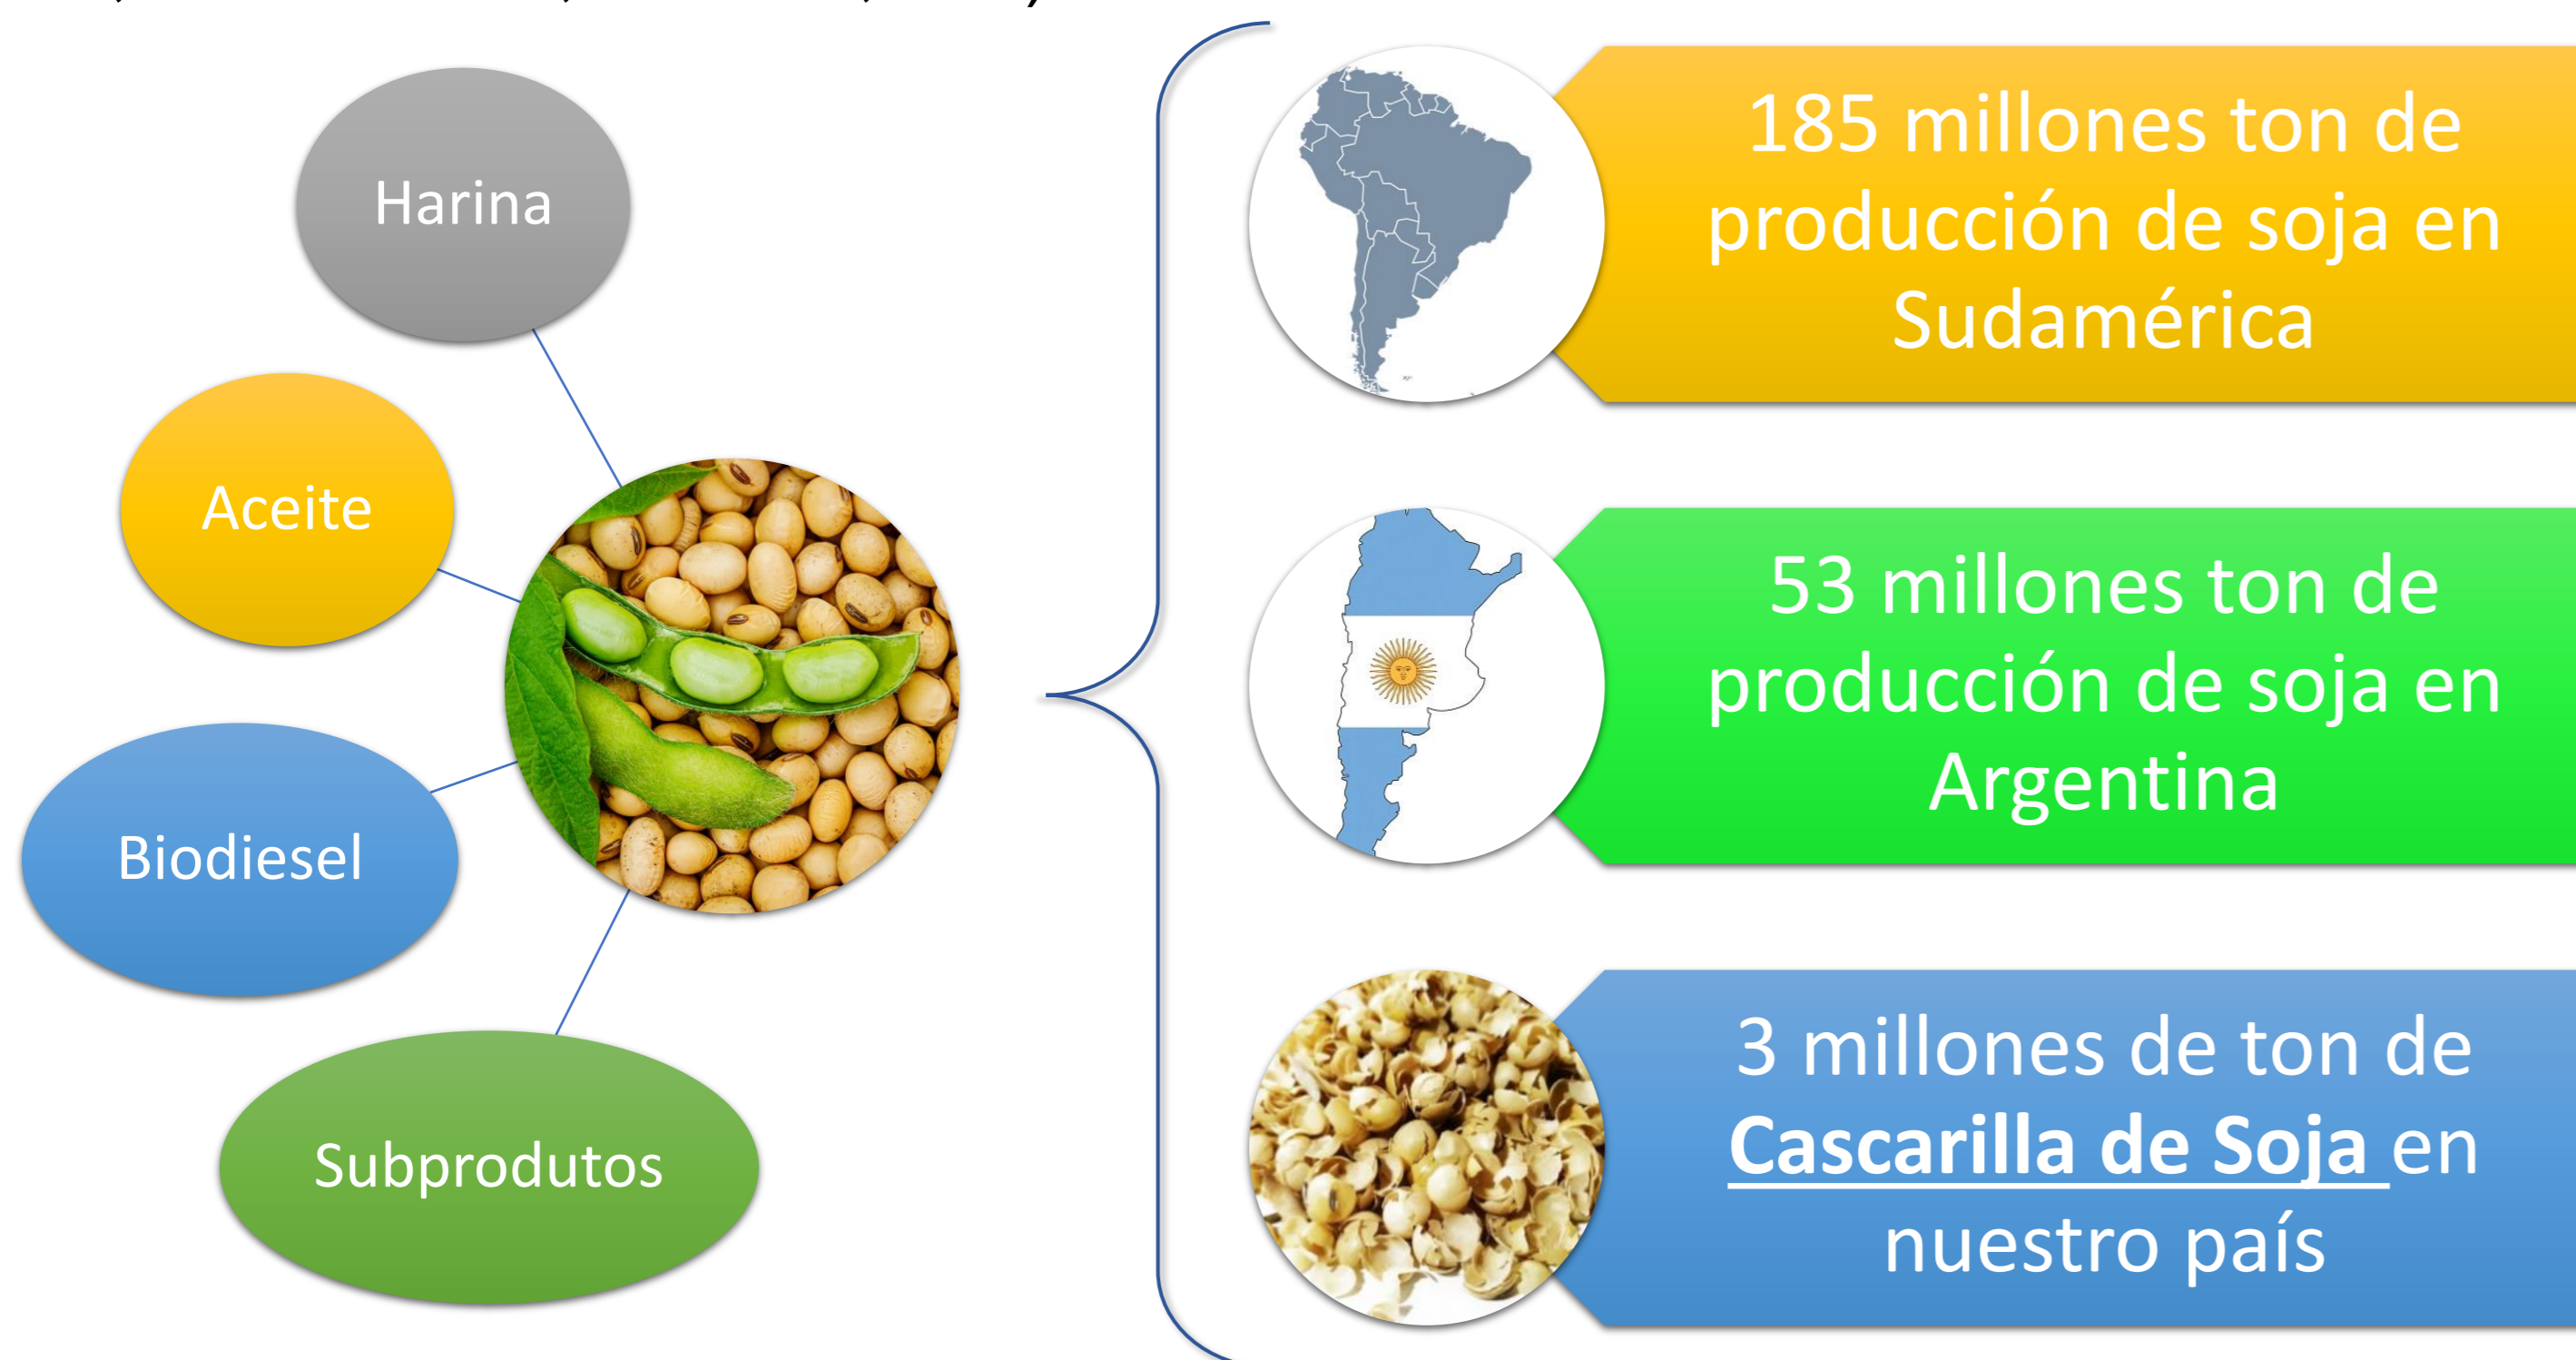 Harina
Aceite
Biodiesel
Subprodutos
185 millones ton de
producción de soja en
Sudamérica
53 millones ton de
producción de soja en
Argentina
3 millones de ton de
Cascarilla de Soja en
nuestro país